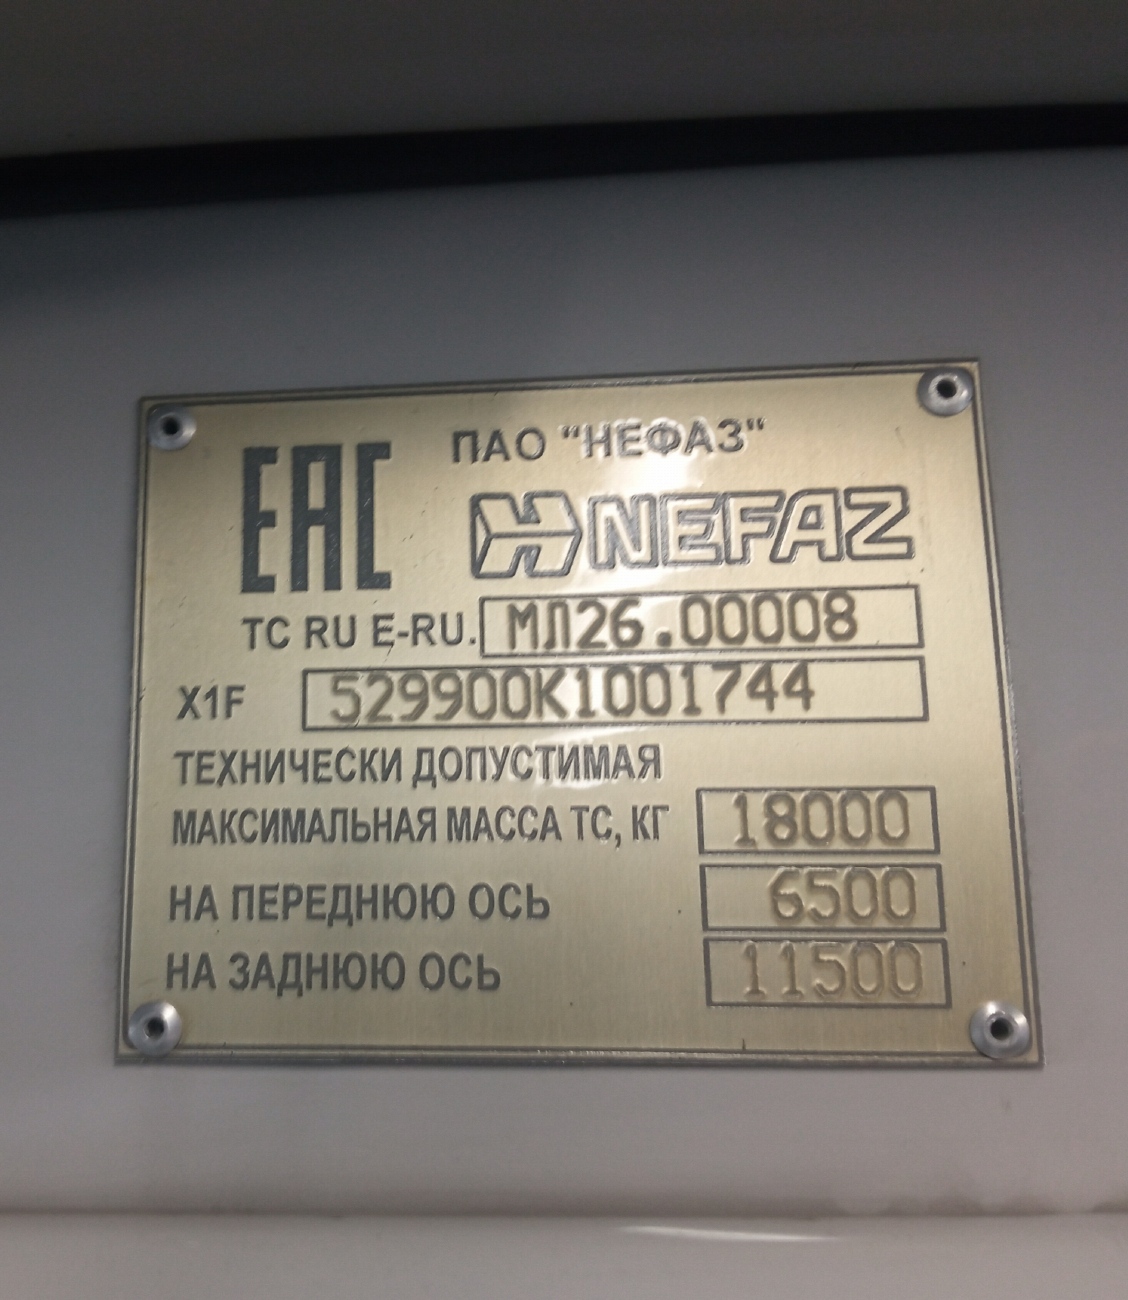 ЕАС
ПАО "НЕФАЗ"
NEFAZ
ТС RU E-RU. МЛ26.00008
X1F 529900K1001744
ТЕХНИЧЕСКИ ДОПУСТИМАЯ
МАКСИМАЛЬНАЯ МАССА ТС, КГ 18000
НА ПЕРЕДНЮЮ ОСЬ 6500
НА ЗАДНЮЮ ОСЬ 11500